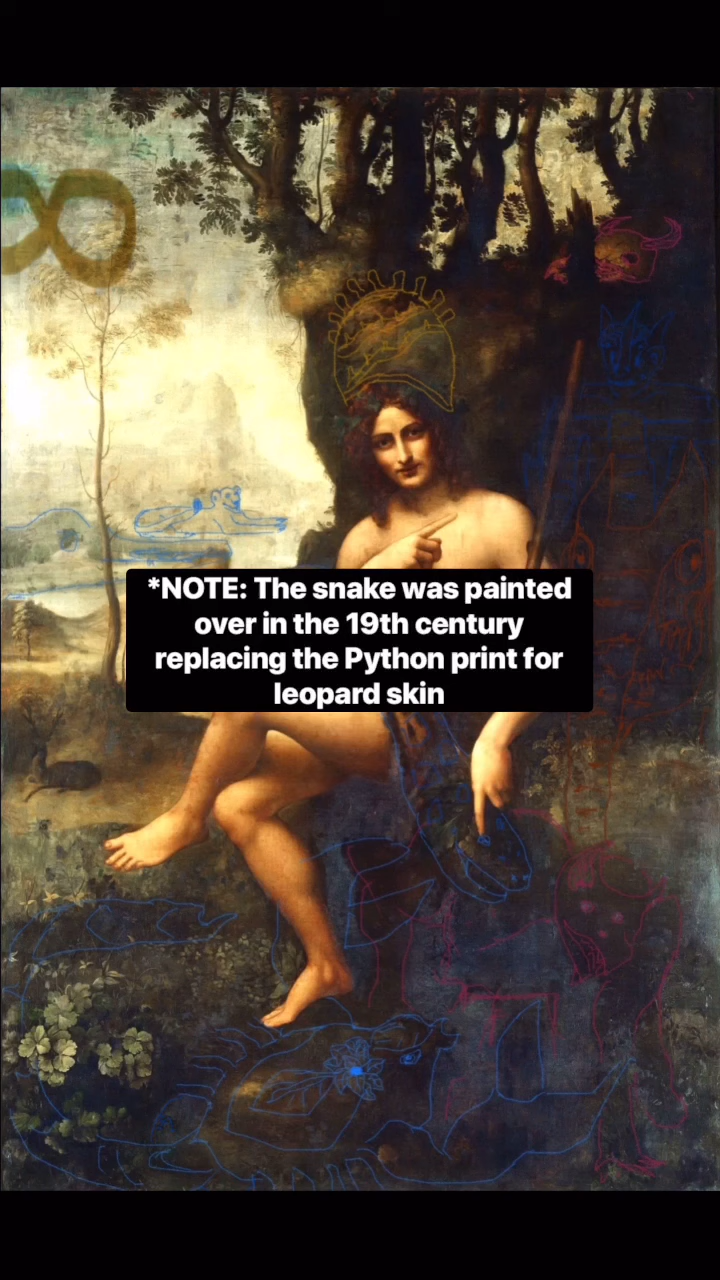 *NOTE: The snake was painted
over in the 19th century
replacing the Python print for
leopard skin